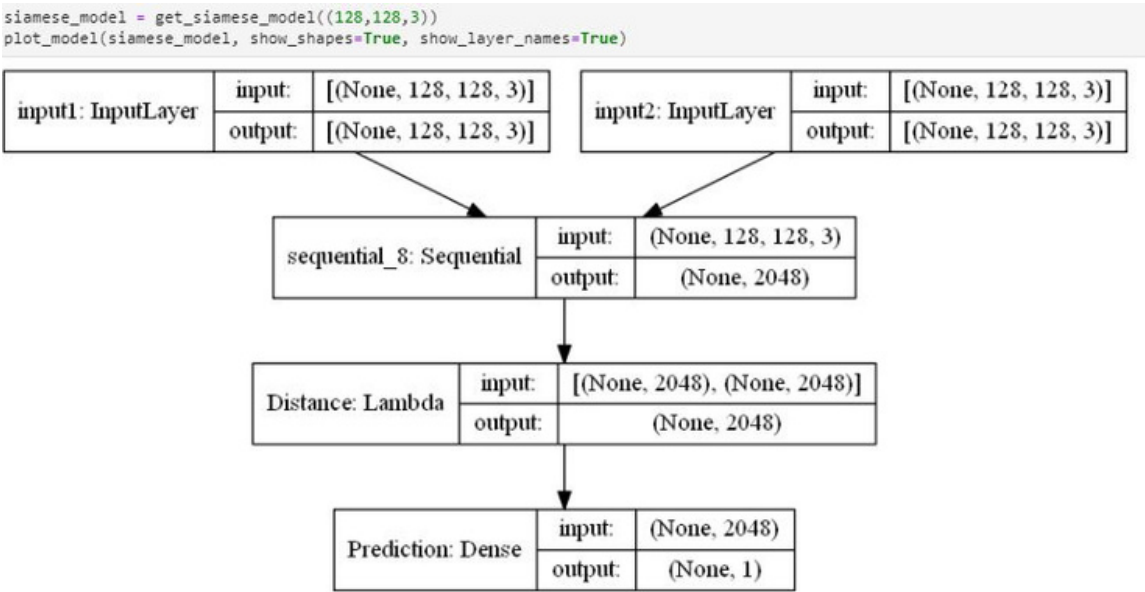 siamese_model = get_siamese_model((128,128,3))
plot_model(siamese_model, show_shapes=True, show_layer_names=True)
input1: InputLayer
input: [(None, 128, 128, 3)]
output: [(None, 128, 128, 3)]
input2: InputLayer
input: [(None, 128, 128, 3)]
output: [(None, 128, 128, 3)]
sequential_8: Sequential
input: (None, 128, 128, 3)
output: (None, 2048)
Distance: Lambda
input: [(None, 2048), (None, 2048)]
output: (None, 2048)
Prediction: Dense
input: (None, 2048)
output: (None, 1)